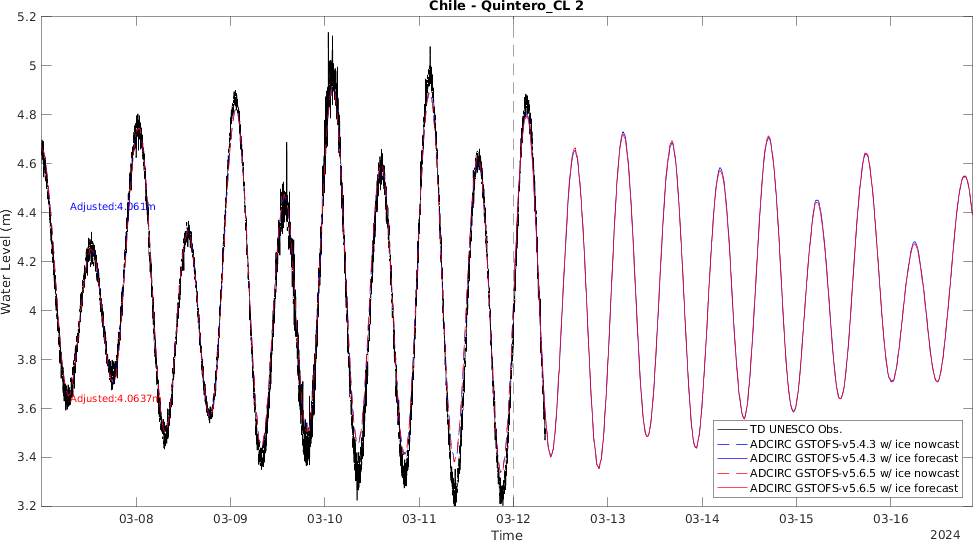 Chile - Quintero_CL 2
5.2
5
4.8
4.6
4.4
4.2
4
3.8
3.6
3.4
3.2
Water Level (m)
Adjusted:4.061m
Adjusted:4.0637m
TD UNESCO Obs.
ADCIRC GSTOFS-v5.4.3 w/ ice nowcast
ADCIRC GSTOFS-v5.4.3 w/ ice forecast
ADCIRC GSTOFS-v5.6.5 w/ ice nowcast
ADCIRC GSTOFS-v5.6.5 w/ ice forecast
03-08 03-09 03-10 03-11 03-12 03-13 03-14 03-15 03-16
Time
2024